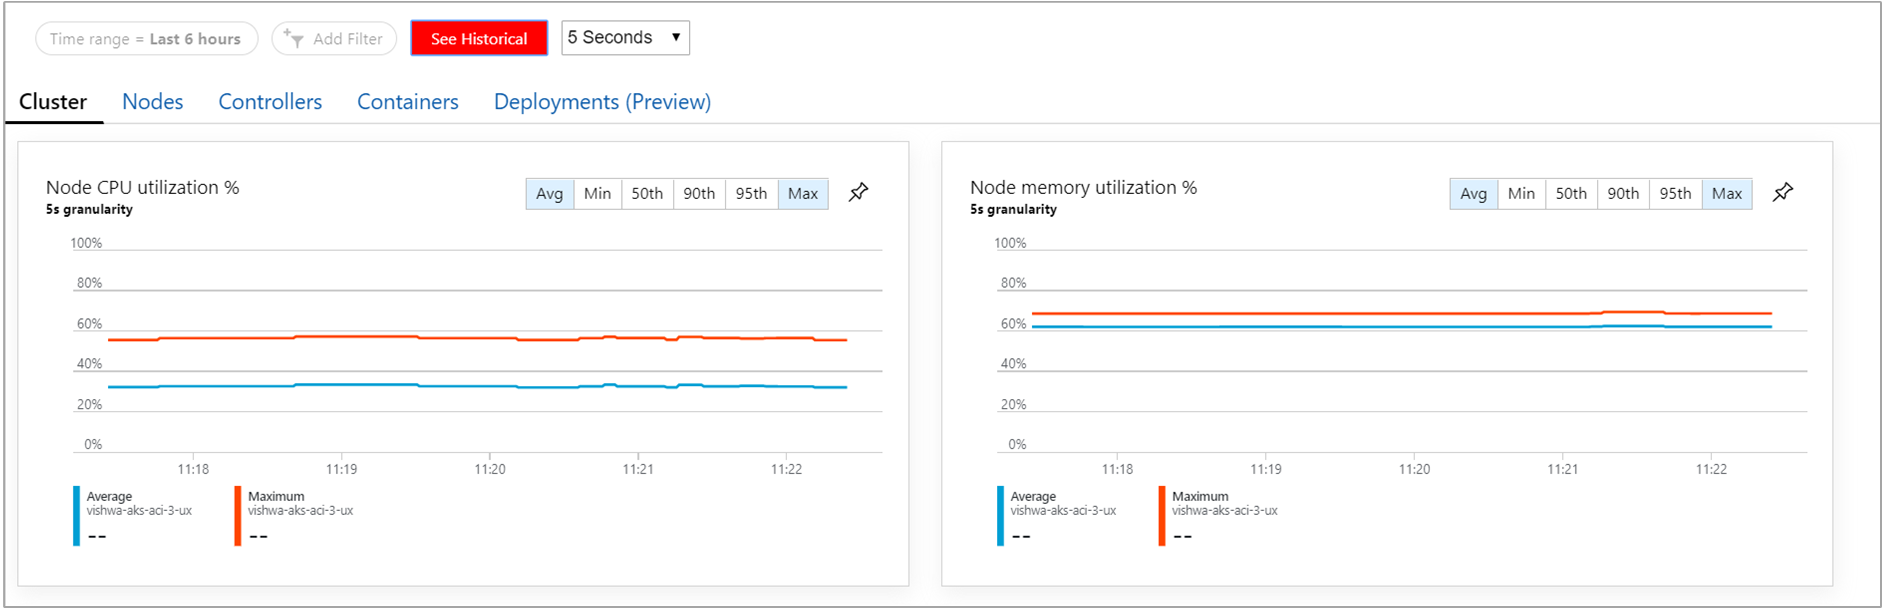 Time range = Last 6 hours
Add Filter
See Historical
5 Seconds
Cluster
Nodes
Controllers
Containers
Deployments (Preview)
Node CPU utilization %
5s granularity
Avg
Min
50th
90th
95th
Max
100%
80%
60%
40%
20%
0%
11:18
11:19
11:20
11:21
11:22
Average
vishwa-aks-aci-3-ux
--
Maximum
vishwa-aks-aci-3-ux
--
Node memory utilization %
5s granularity
Avg
Min
50th
90th
95th
Max
100%
80%
60%
40%
20%
0%
11:18
11:19
11:20
11:21
11:22
Average
vishwa-aks-aci-3-ux
--
Maximum
vishwa-aks-aci-3-ux
--